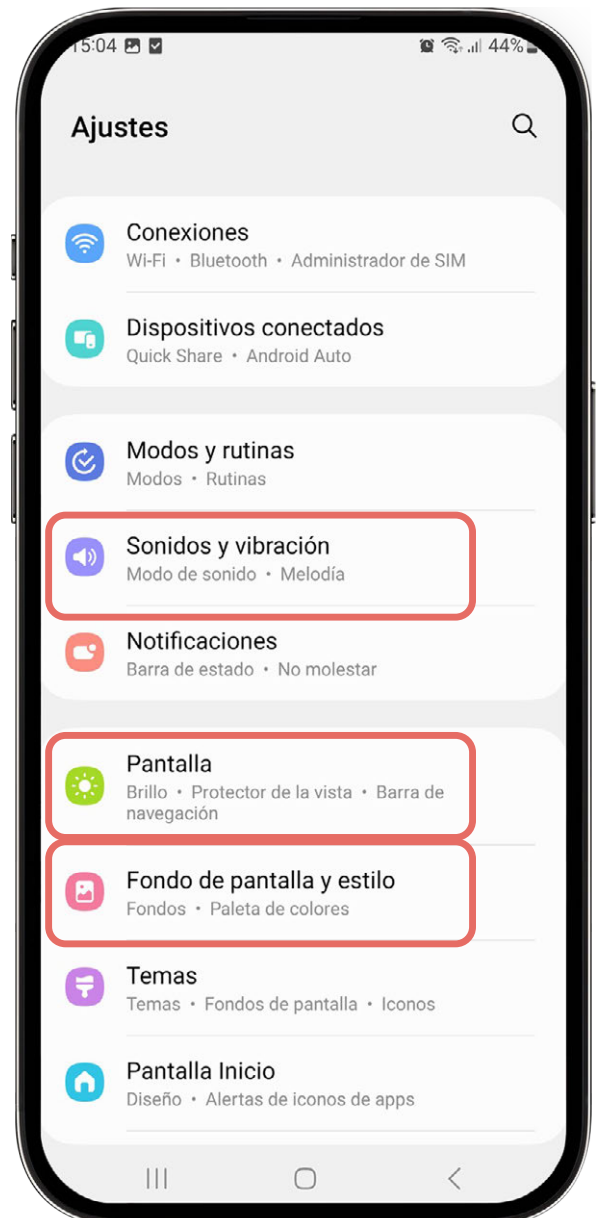 15:04 44%
Ajustes
Conexiones
Wi-Fi • Bluetooth • Administrador de SIM
Dispositivos conectados
Quick Share • Android Auto
Modos y rutinas
Modos • Rutinas
Sonidos y vibración
Modo de sonido • Melodía
Notificaciones
Barra de estado • No molestar
Pantalla
Brillo • Protector de la vista • Barra de
navegación
Fondo de pantalla y estilo
Fondos • Paleta de colores
Temas
Temas • Fondos de pantalla • Iconos
Pantalla Inicio
Diseño • Alertas de iconos de apps